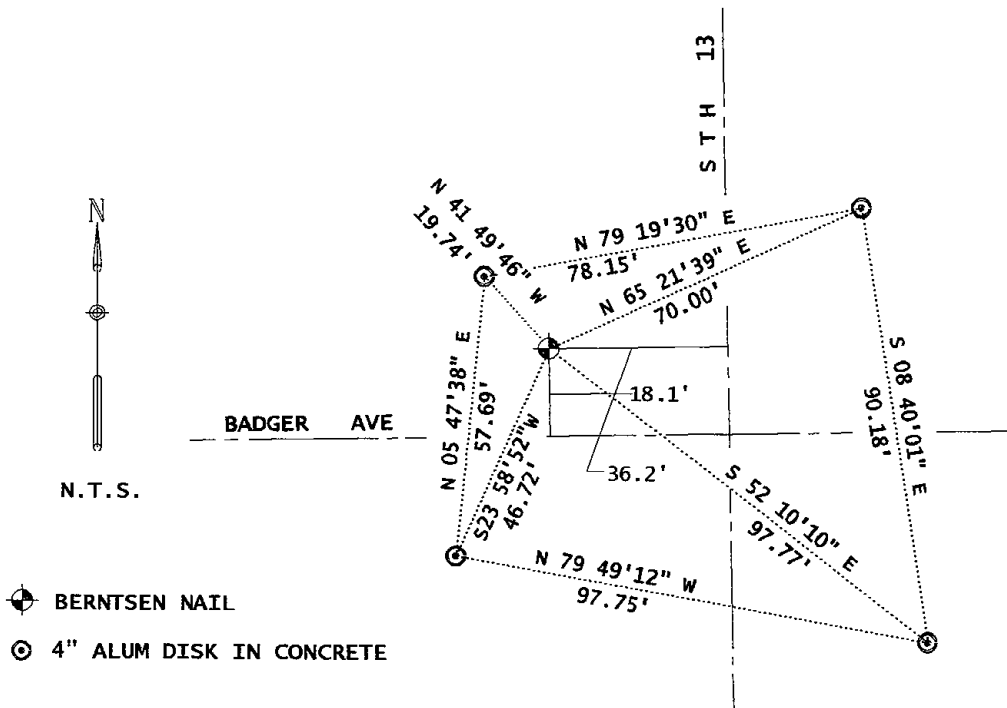 STH 13
N 41 49'46" W
19.74'
N 79 19'30" E
78.15'
N 65 21'39" E
70.00'
N
N 05 47'38" E
57.69'
18.1'
S 08 40'01" E
90.18'
BADGER AVE
S23 58'52"W
46.72'
36.2'
S 52 10'10" E
97.77'
N.T.S.
N 79 49'12" W
97.75'
BERNTSEN NAIL
4" ALUM DISK IN CONCRETE